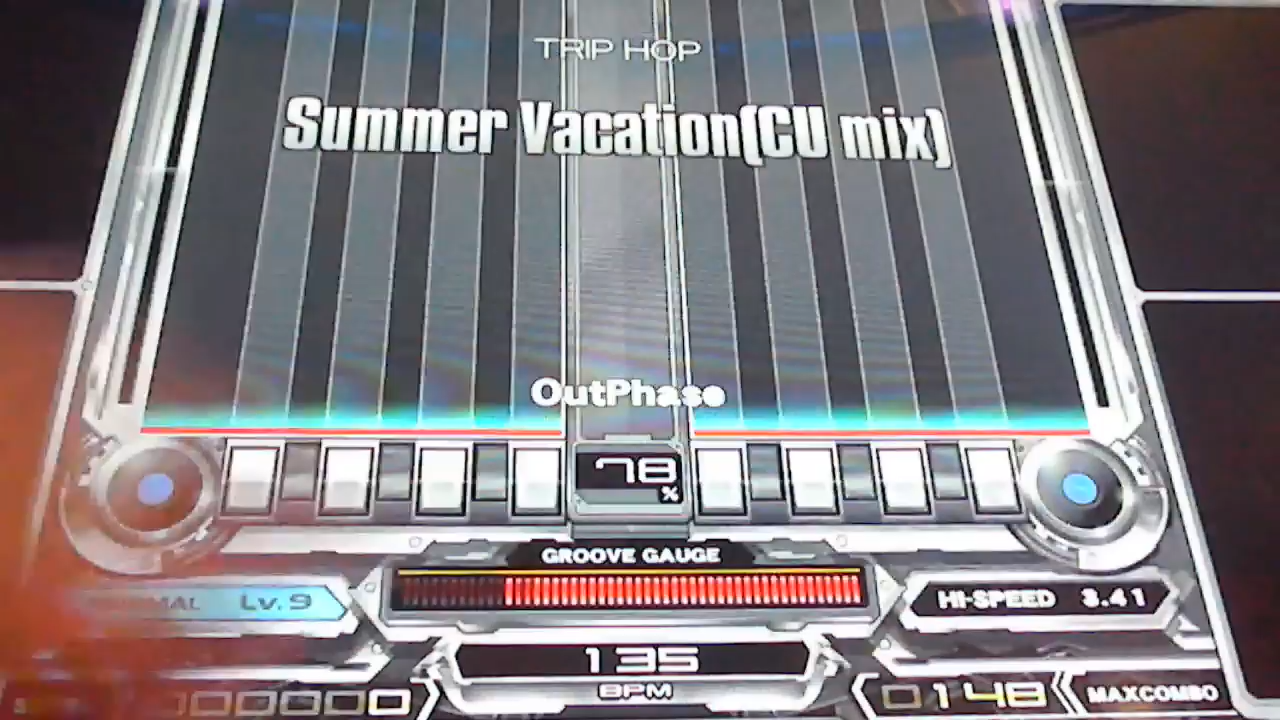 TRIP HOP
Summer Vacation(CU mix)
OutPhase
78
%
GROOVE GAUGE
Lv.9
HI-SPEED 3.41
135
BPM
0148 MAXCOMBO